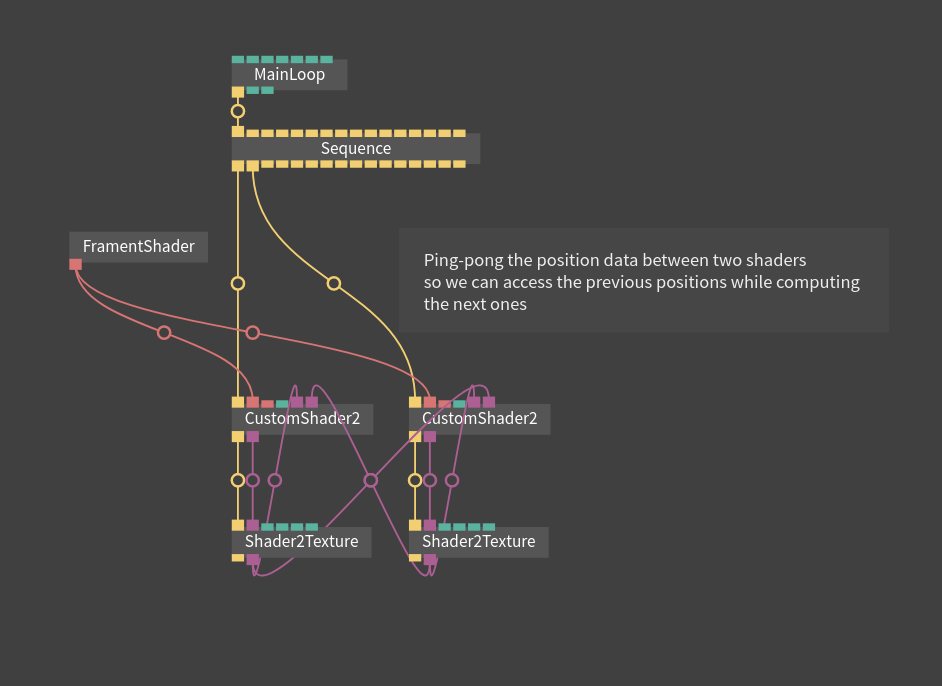 MainLoop
Sequence
FramentShader
Ping-pong the position data between two shaders
so we can access the previous positions while computing
the next ones
CustomShader2
CustomShader2
Shader2Texture
Shader2Texture